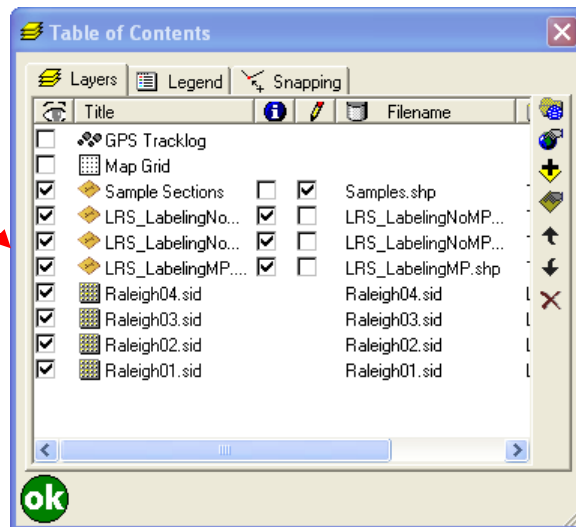 Table of Contents
Layers Legend Snapping
Title Filename
GPS Tracklog
Map Grid
Sample Sections Samples.shp
LRS_LabelingNo... LRS_LabelingNoMP...
LRS_LabelingNo... LRS_LabelingNoMP...
LRS_LabelingMP.... LRS_LabelingMP.shp
Raleigh04.sid Raleigh04.sid
Raleigh03.sid Raleigh03.sid
Raleigh02.sid Raleigh02.sid
Raleigh01.sid Raleigh01.sid
ok